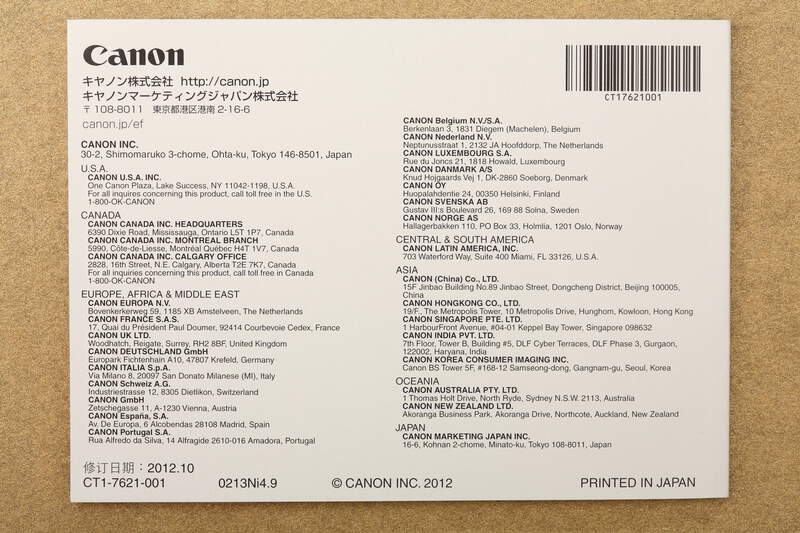 Canon
キヤノン株式会社 http://canon.jp
キヤノンマーケティングジャパン株式会社
〒108-8011 東京都港区港南 2-16-6
canon.jp/ef
CANON INC.
30-2, Shimomaruko 3-chome, Ohta-ku, Tokyo 146-8501, Japan
U.S.A.
CANON U.S.A. INC.
One Canon Plaza, Lake Success, NY 11042-1198, U.S.A.
For all inquires concerning this product, call toll free in the U.S.
1-800-OK-CANON
CANADA
CANON CANADA INC. HEADQUARTERS
6390 Dixie Road, Mississauga, Ontario L5T 1P7, Canada
CANON CANADA INC. MONTREAL BRANCH
5990, Côte-de-Liesse, Montréal Québec H4T 1V7, Canada
CANON CANADA INC. CALGARY OFFICE
2828, 16th Street, N.E. Calgary, Alberta T2E 7K7, Canada
For all inquiries concerning this product, call toll free in Canada
1-800-OK-CANON
EUROPE, AFRICA & MIDDLE EAST
CANON EUROPA N.V.
Bovenkerkerweg 59, 1185 XB Amstelveen, The Netherlands
CANON FRANCE S.A.S.
17, Quai du Président Paul Doumer, 92414 Courbevoie Cedex, France
CANON UK LTD.
Woodhatch, Reigate, Surrey, RH2 8BF, United Kingdom
CANON DEUTSCHLAND GmbH
Europark Fichtenhain A10, 47807 Krefeld, Germany
CANON ITALIA S.p.A.
Via Milano 8, 20097 San Donato Milanese (MI), Italy
CANON Schweiz A.G.
Industriestrasse 12, 8305 Dietlikon, Switzerland
CANON GmbH
Zetschegasse 11, A-1230 Vienna, Austria
CANON España, S.A.
Av. De Europa, 6 Alcobendas 28108 Madrid, Spain
CANON Portugal S.A.
Rua Alfredo da Silva, 14 Alfragide 2610-016 Amadora, Portugal
CT17621001
CANON Belgium N.V./S.A.
Berkenlaan 3, 1831 Diegem (Machelen), Belgium
CANON Nederland N.V.
Neptunusstraat 1, 2132 JA Hoofddorp, The Netherlands
CANON LUXEMBOURG S.A.
Rue du Joncs 21, 1818 Howald, Luxembourg
CANON DANMARK A/S
Knud Hojgaards Vej 1, DK-2860 Soeborg, Denmark
CANON OY
Huopalahdentie 24, 00350 Helsinki, Finland
CANON SVENSKA AB
Gustav III:s Boulevard 26, 169 88 Solna, Sweden
CANON NORGE AS
Hallagerbakken 110, PO Box 33, Holmlia, 1201 Oslo, Norway
CENTRAL & SOUTH AMERICA
CANON LATIN AMERICA, INC.
703 Waterford Way, Suite 400 Miami, FL 33126, U.S.A.
ASIA
CANON (China) Co., LTD.
15F Jinbao Building No.89 Jinbao Street, Dongcheng District, Beijing 100005,
China
CANON HONGKONG CO., LTD.
19/F., The Metropolis Tower, 10 Metropolis Drive, Hunghom, Kowloon, Hong Kong
CANON SINGAPORE PTE. LTD.
1 HarbourFront Avenue, #04-01 Keppel Bay Tower, Singapore 098632
CANON INDIA PVT. LTD.
7th Floor, Tower B, Building #5, DLF Cyber Terraces, DLF Phase 3, Gurgaon,
122002, Haryana, India
CANON KOREA CONSUMER IMAGING INC.
Canon BS Tower 5F, #168-12 Samseong-dong, Gangnam-gu, Seoul, Korea
OCEANIA
CANON AUSTRALIA PTY. LTD.
1 Thomas Holt Drive, North Ryde, Sydney N.S.W. 2113, Australia
CANON NEW ZEALAND LTD.
Akoranga Business Park, Akoranga Drive, Northcote, Auckland, New Zealand
JAPAN
CANON MARKETING JAPAN INC.
16-6, Kohnan 2-chome, Minato-ku, Tokyo 108-8011, Japan
修订日期：2012.10
CT1-7621-001 0213Ni4.9 © CANON INC. 2012 PRINTED IN JAPAN